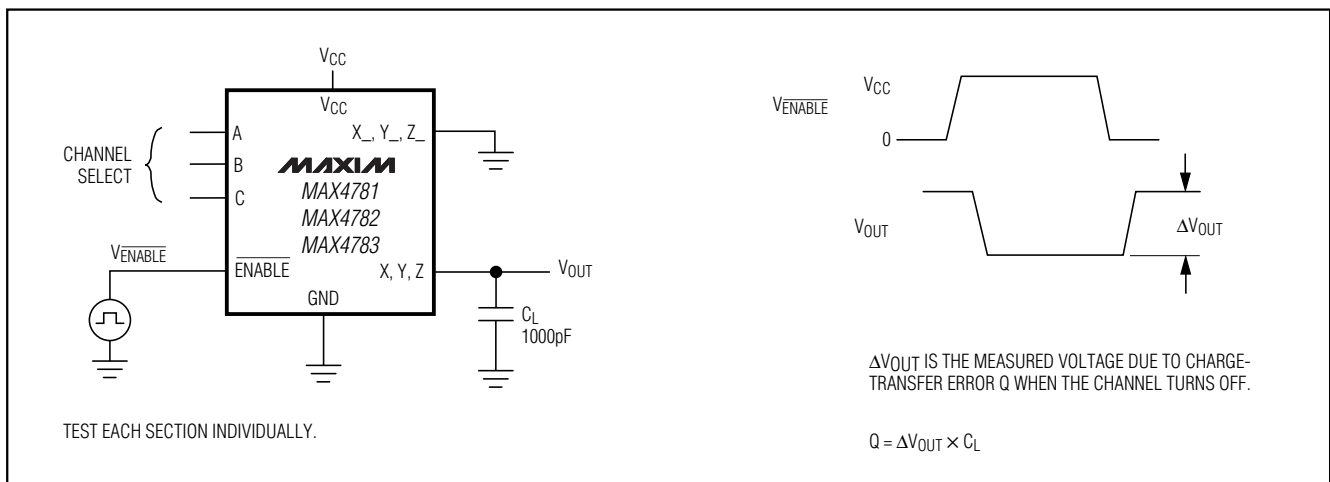 VCC
VCC
A
B
C
CHANNEL
SELECT
X_, Y_, Z_
MAXIM
MAX4781
MAX4782
MAX4783
VENABLE
ENABLE
X, Y, Z
VOUT
GND
CL
1000pF
TEST EACH SECTION INDIVIDUALLY.
VENABLE
VCC
0
VOUT
ΔVOUT
ΔVOUT IS THE MEASURED VOLTAGE DUE TO CHARGE-
TRANSFER ERROR Q WHEN THE CHANNEL TURNS OFF.
Q = ΔVOUT × CL